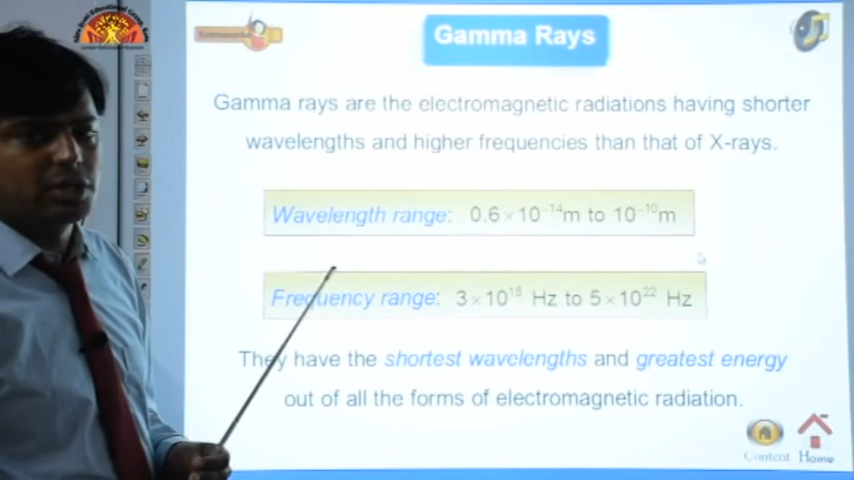 Gamma Rays
Gamma rays are the electromagnetic radiations having shorter
wavelengths and higher frequencies than that of X-rays.
Wavelength range: 0.6×10⁻¹⁴m to 10⁻¹⁰m
Frequency range: 3×10¹⁸ Hz to 5×10²² Hz
They have the shortest wavelengths and greatest energy
out of all the forms of electromagnetic radiation.
Content Home